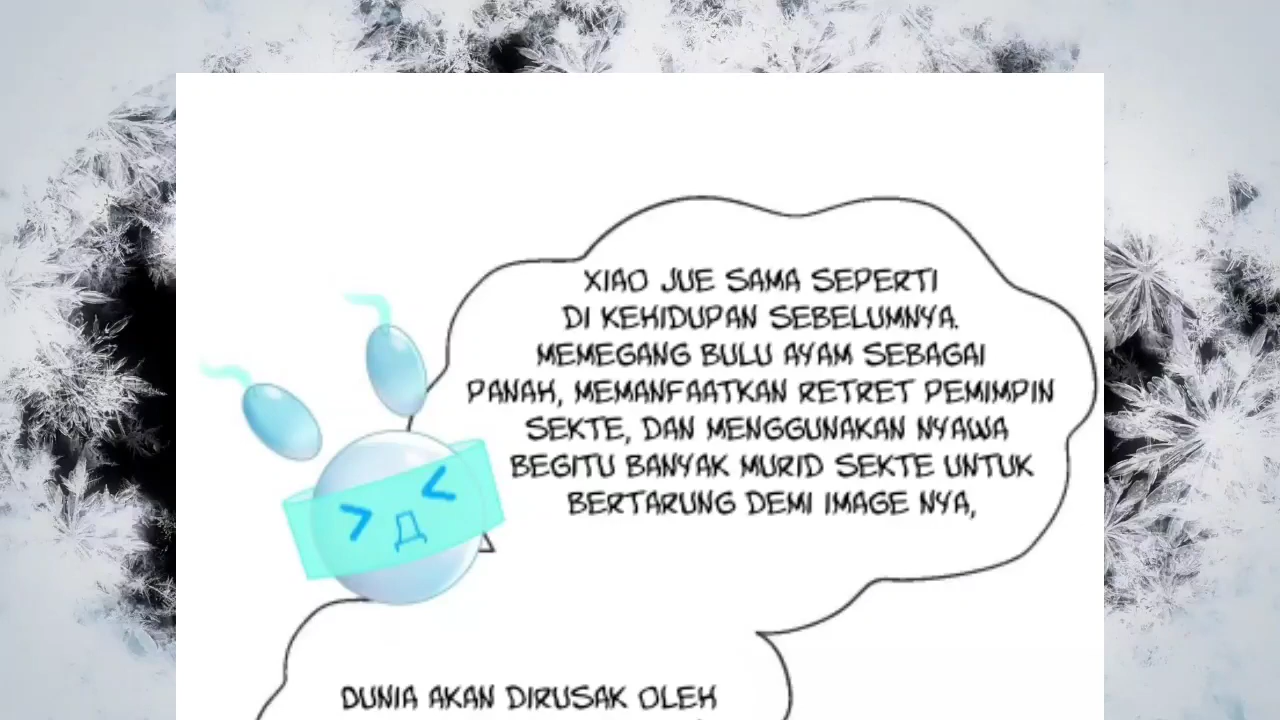 XIAO JUE SAMA SEPERTI
DI KEHIDUPAN SEBELUMNYA.
MEMEGANG BULU AYAM SEBAGAI
PANAH, MEMANFAATKAN RETRET PEMIMPIN
SEKTE, DAN MENGGUNAKAN NYAWA
BEGITU BANYAK MURID SEKTE UNTUK
BERTARUNG DEMI IMAGE NYA,
> Д <
DUNIA AKAN DIRUSAK OLEH